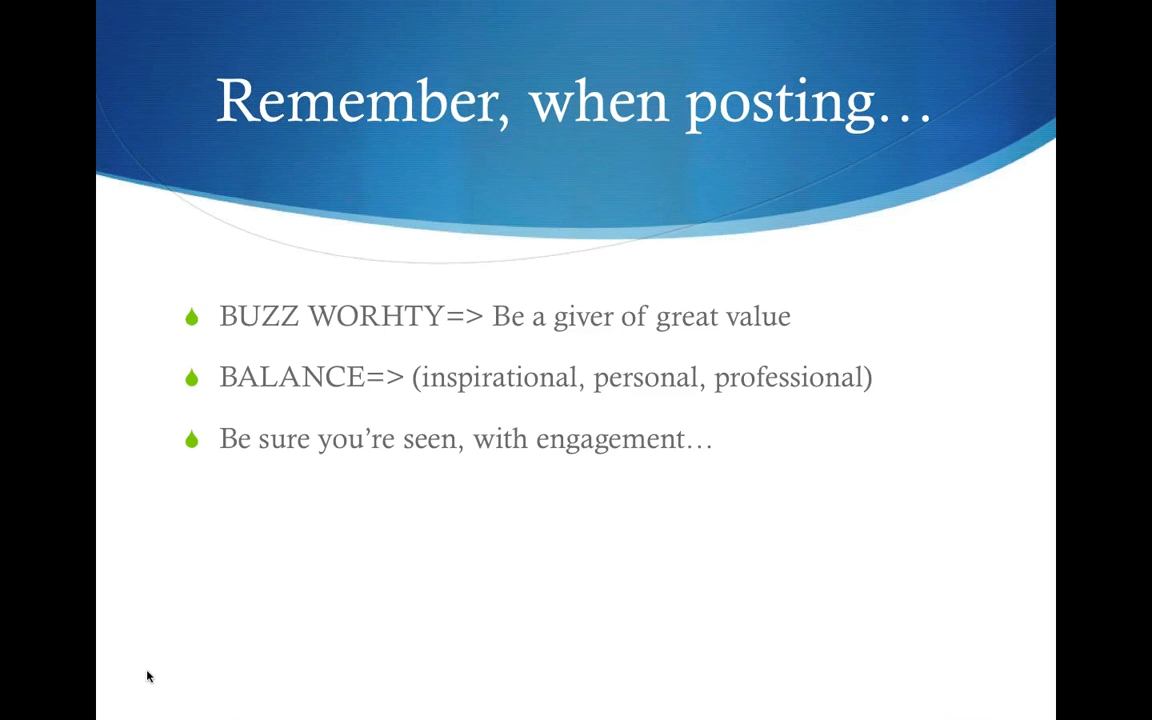 Remember, when posting…
BUZZ WORHTY=> Be a giver of great value
BALANCE=> (inspirational, personal, professional)
Be sure you’re seen, with engagement…